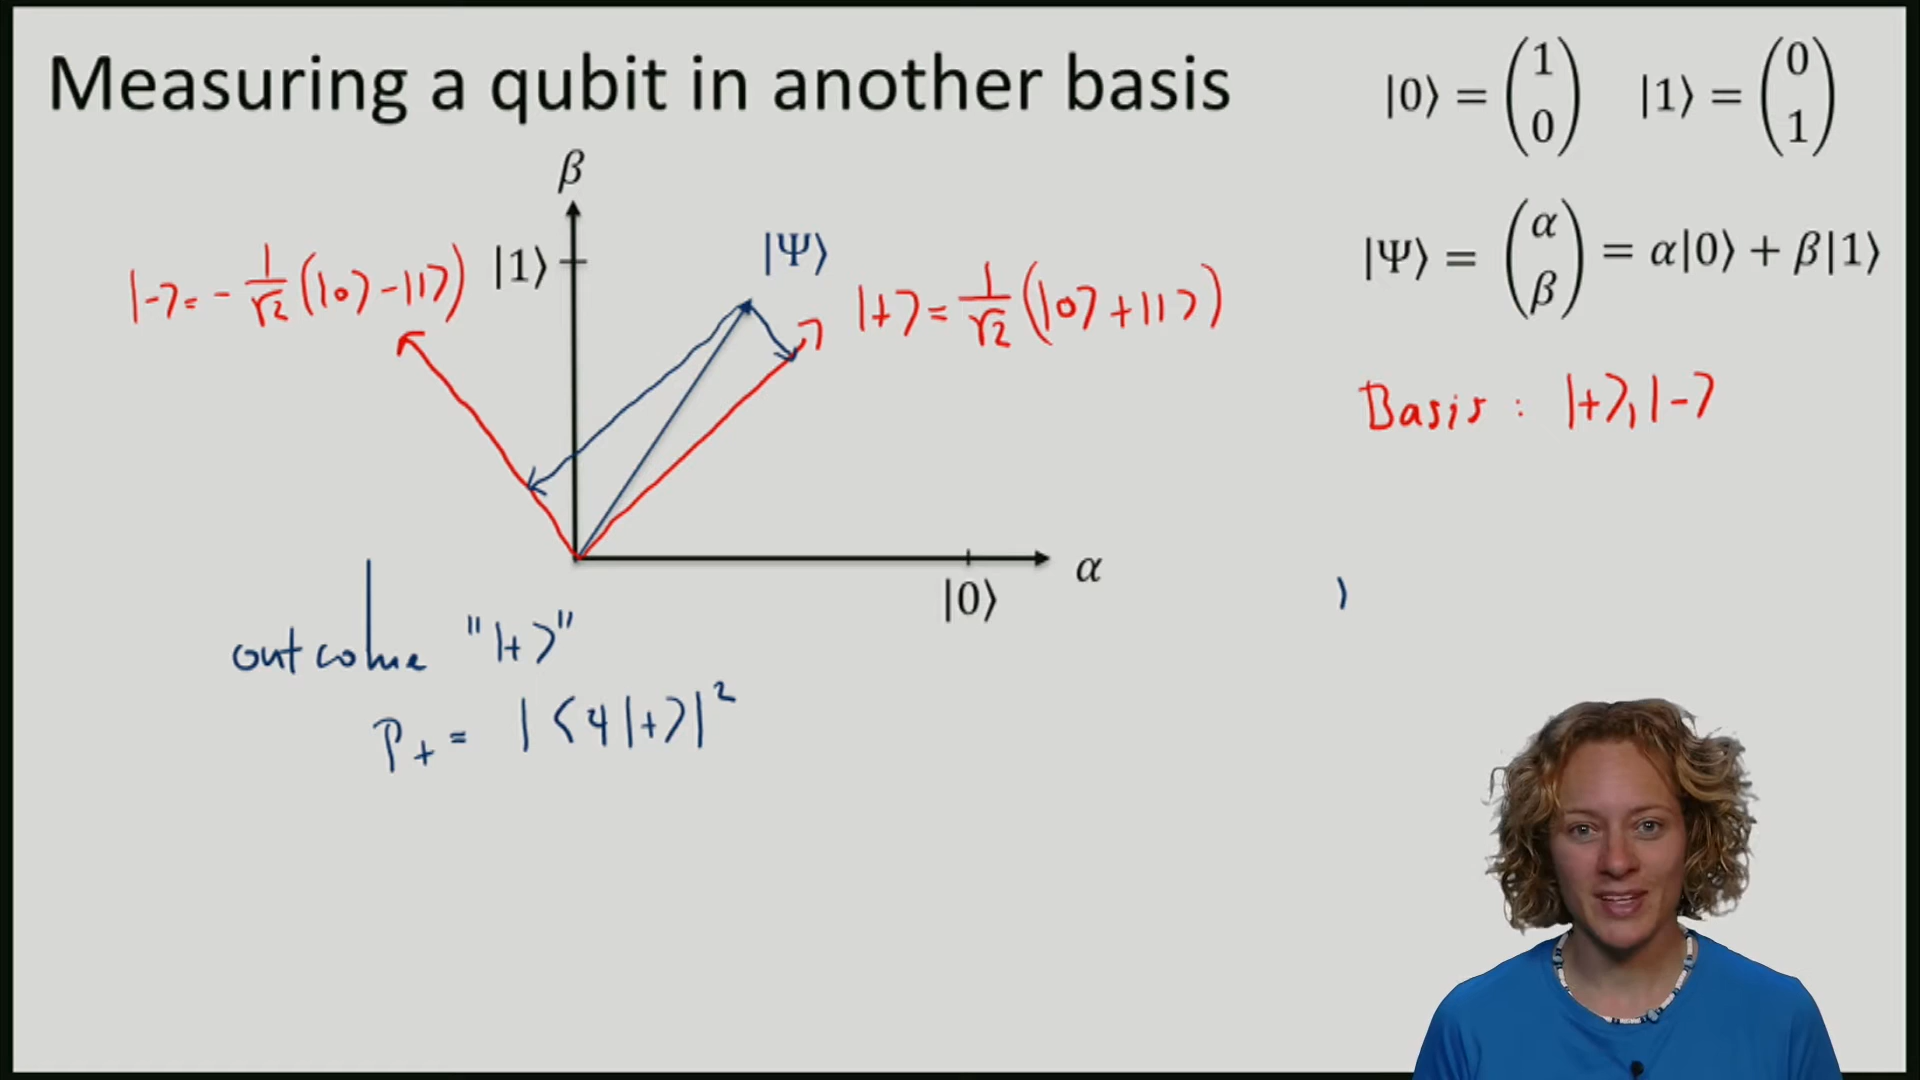 Measuring a qubit in another basis
|0⟩ = (1 0) |1⟩ = (0 1)
β
|Ψ⟩ = (α β) = α|0⟩ + β|1⟩
|-⟩ = - 1/√2 (|0⟩ - |1⟩)
|1⟩
|Ψ⟩
|+⟩ = 1/√2 (|0⟩ + |1⟩)
Basis : |+⟩, |-⟩
α
|0⟩
outcome "|+⟩"
P₊ = |⟨Ψ|+⟩|²